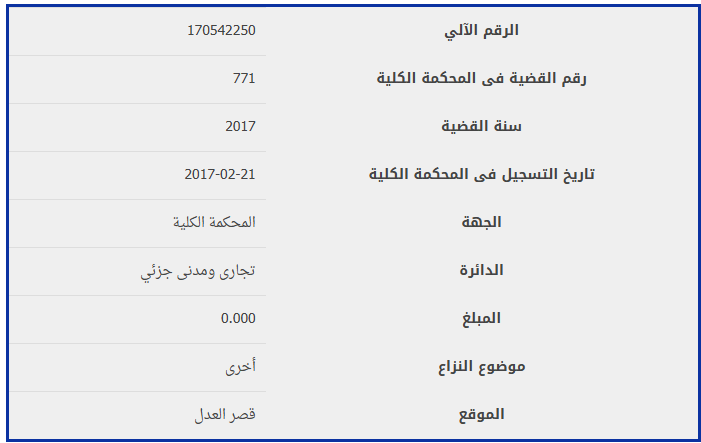 الرقم الآلي 170542250
رقم القضية فى المحكمة الكلية 771
سنة القضية 2017
تاريخ التسجيل فى المحكمة الكلية 2017-02-21
الجهة المحكمة الكلية
الدائرة تجارى ومدنى جزئي
المبلغ 0.000
موضوع النزاع أخرى
الموقع قصر العدل